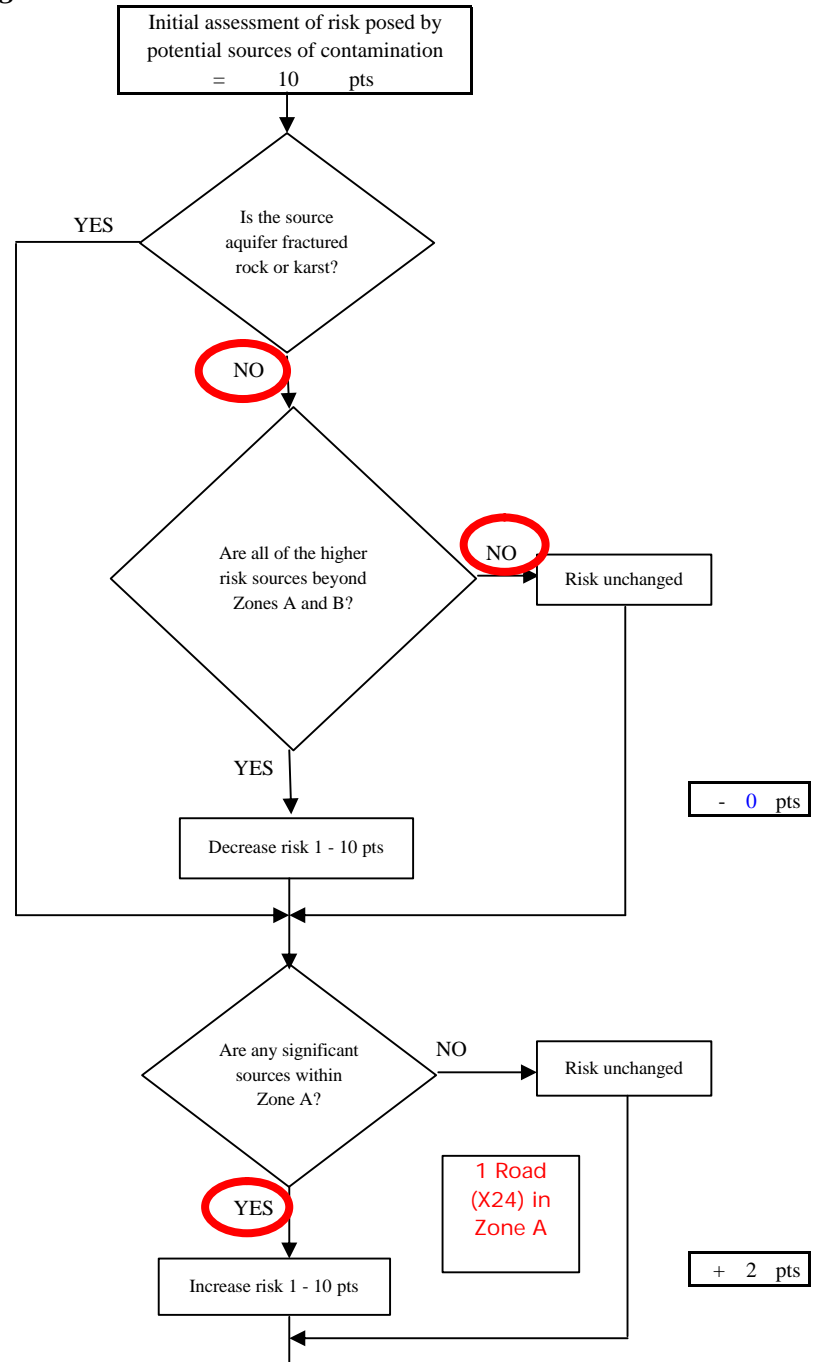 Initial assessment of risk posed by
potential sources of contamination
= 10 pts
YES
Is the source
aquifer fractured
rock or karst?
NO
Are all of the higher
risk sources beyond
Zones A and B?
NO
Risk unchanged
YES
- 0 pts
Decrease risk 1 - 10 pts
Are any significant
sources within
Zone A?
NO
Risk unchanged
1 Road
(X24) in
Zone A
YES
+ 2 pts
Increase risk 1 - 10 pts